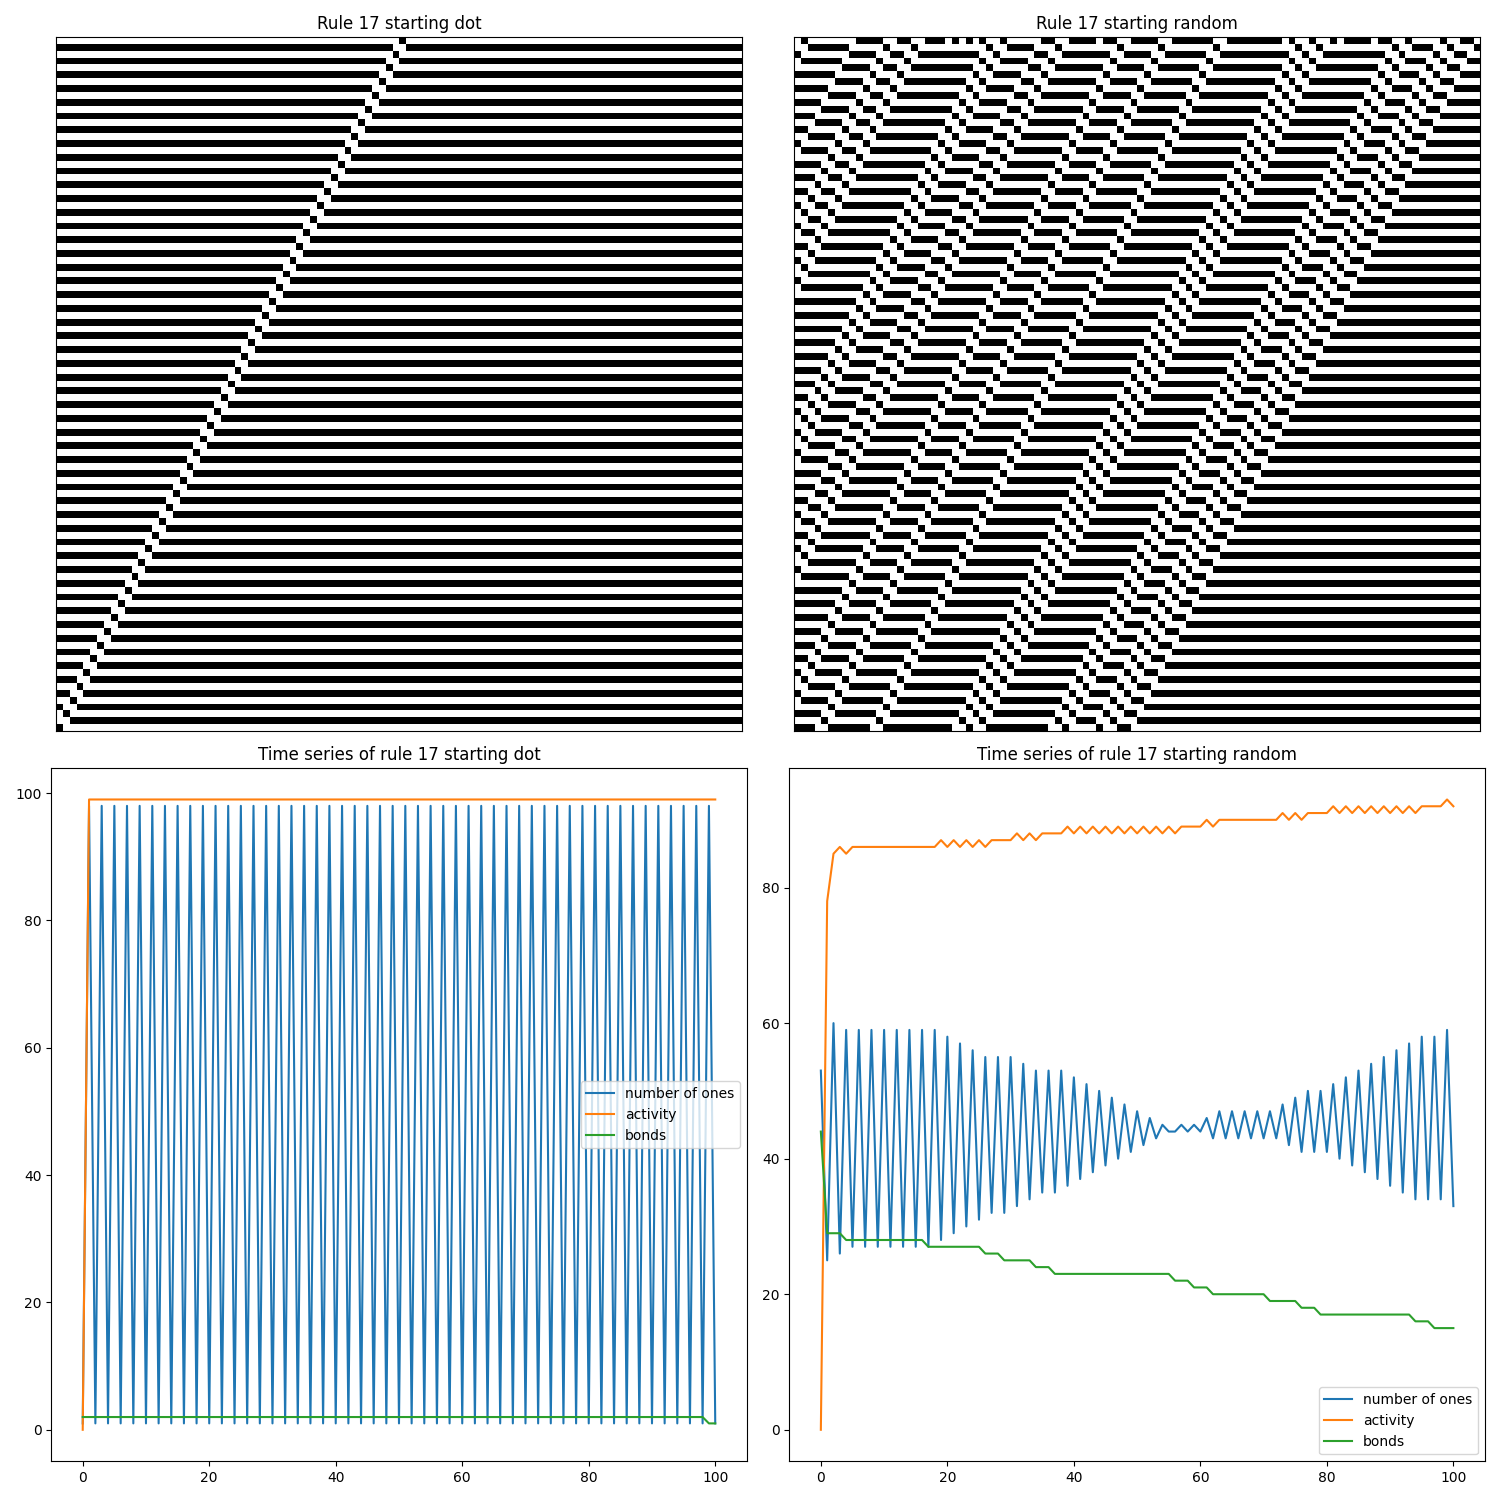 Rule 17 starting dot
Rule 17 starting random
Time series of rule 17 starting dot
100
80
60
40
20
0
0 20 40 60 80 100
number of ones
activity
bonds
Time series of rule 17 starting random
80
60
40
20
0
0 20 40 60 80 100
number of ones
activity
bonds